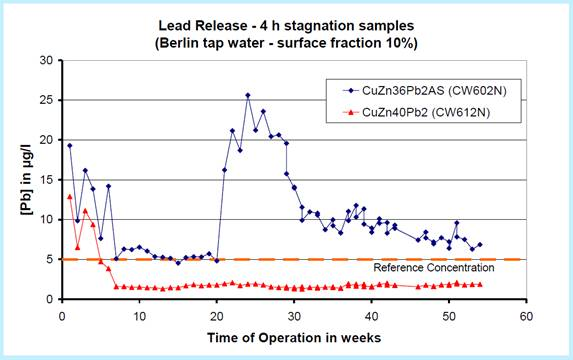 Lead Release - 4 h stagnation samples
(Berlin tap water - surface fraction 10%)
30
25
20
15
10
5
0
[Pb] in µg/l
CuZn36Pb2AS (CW602N)
CuZn40Pb2 (CW612N)
Reference Concentration
0 10 20 30 40 50 60
Time of Operation in weeks